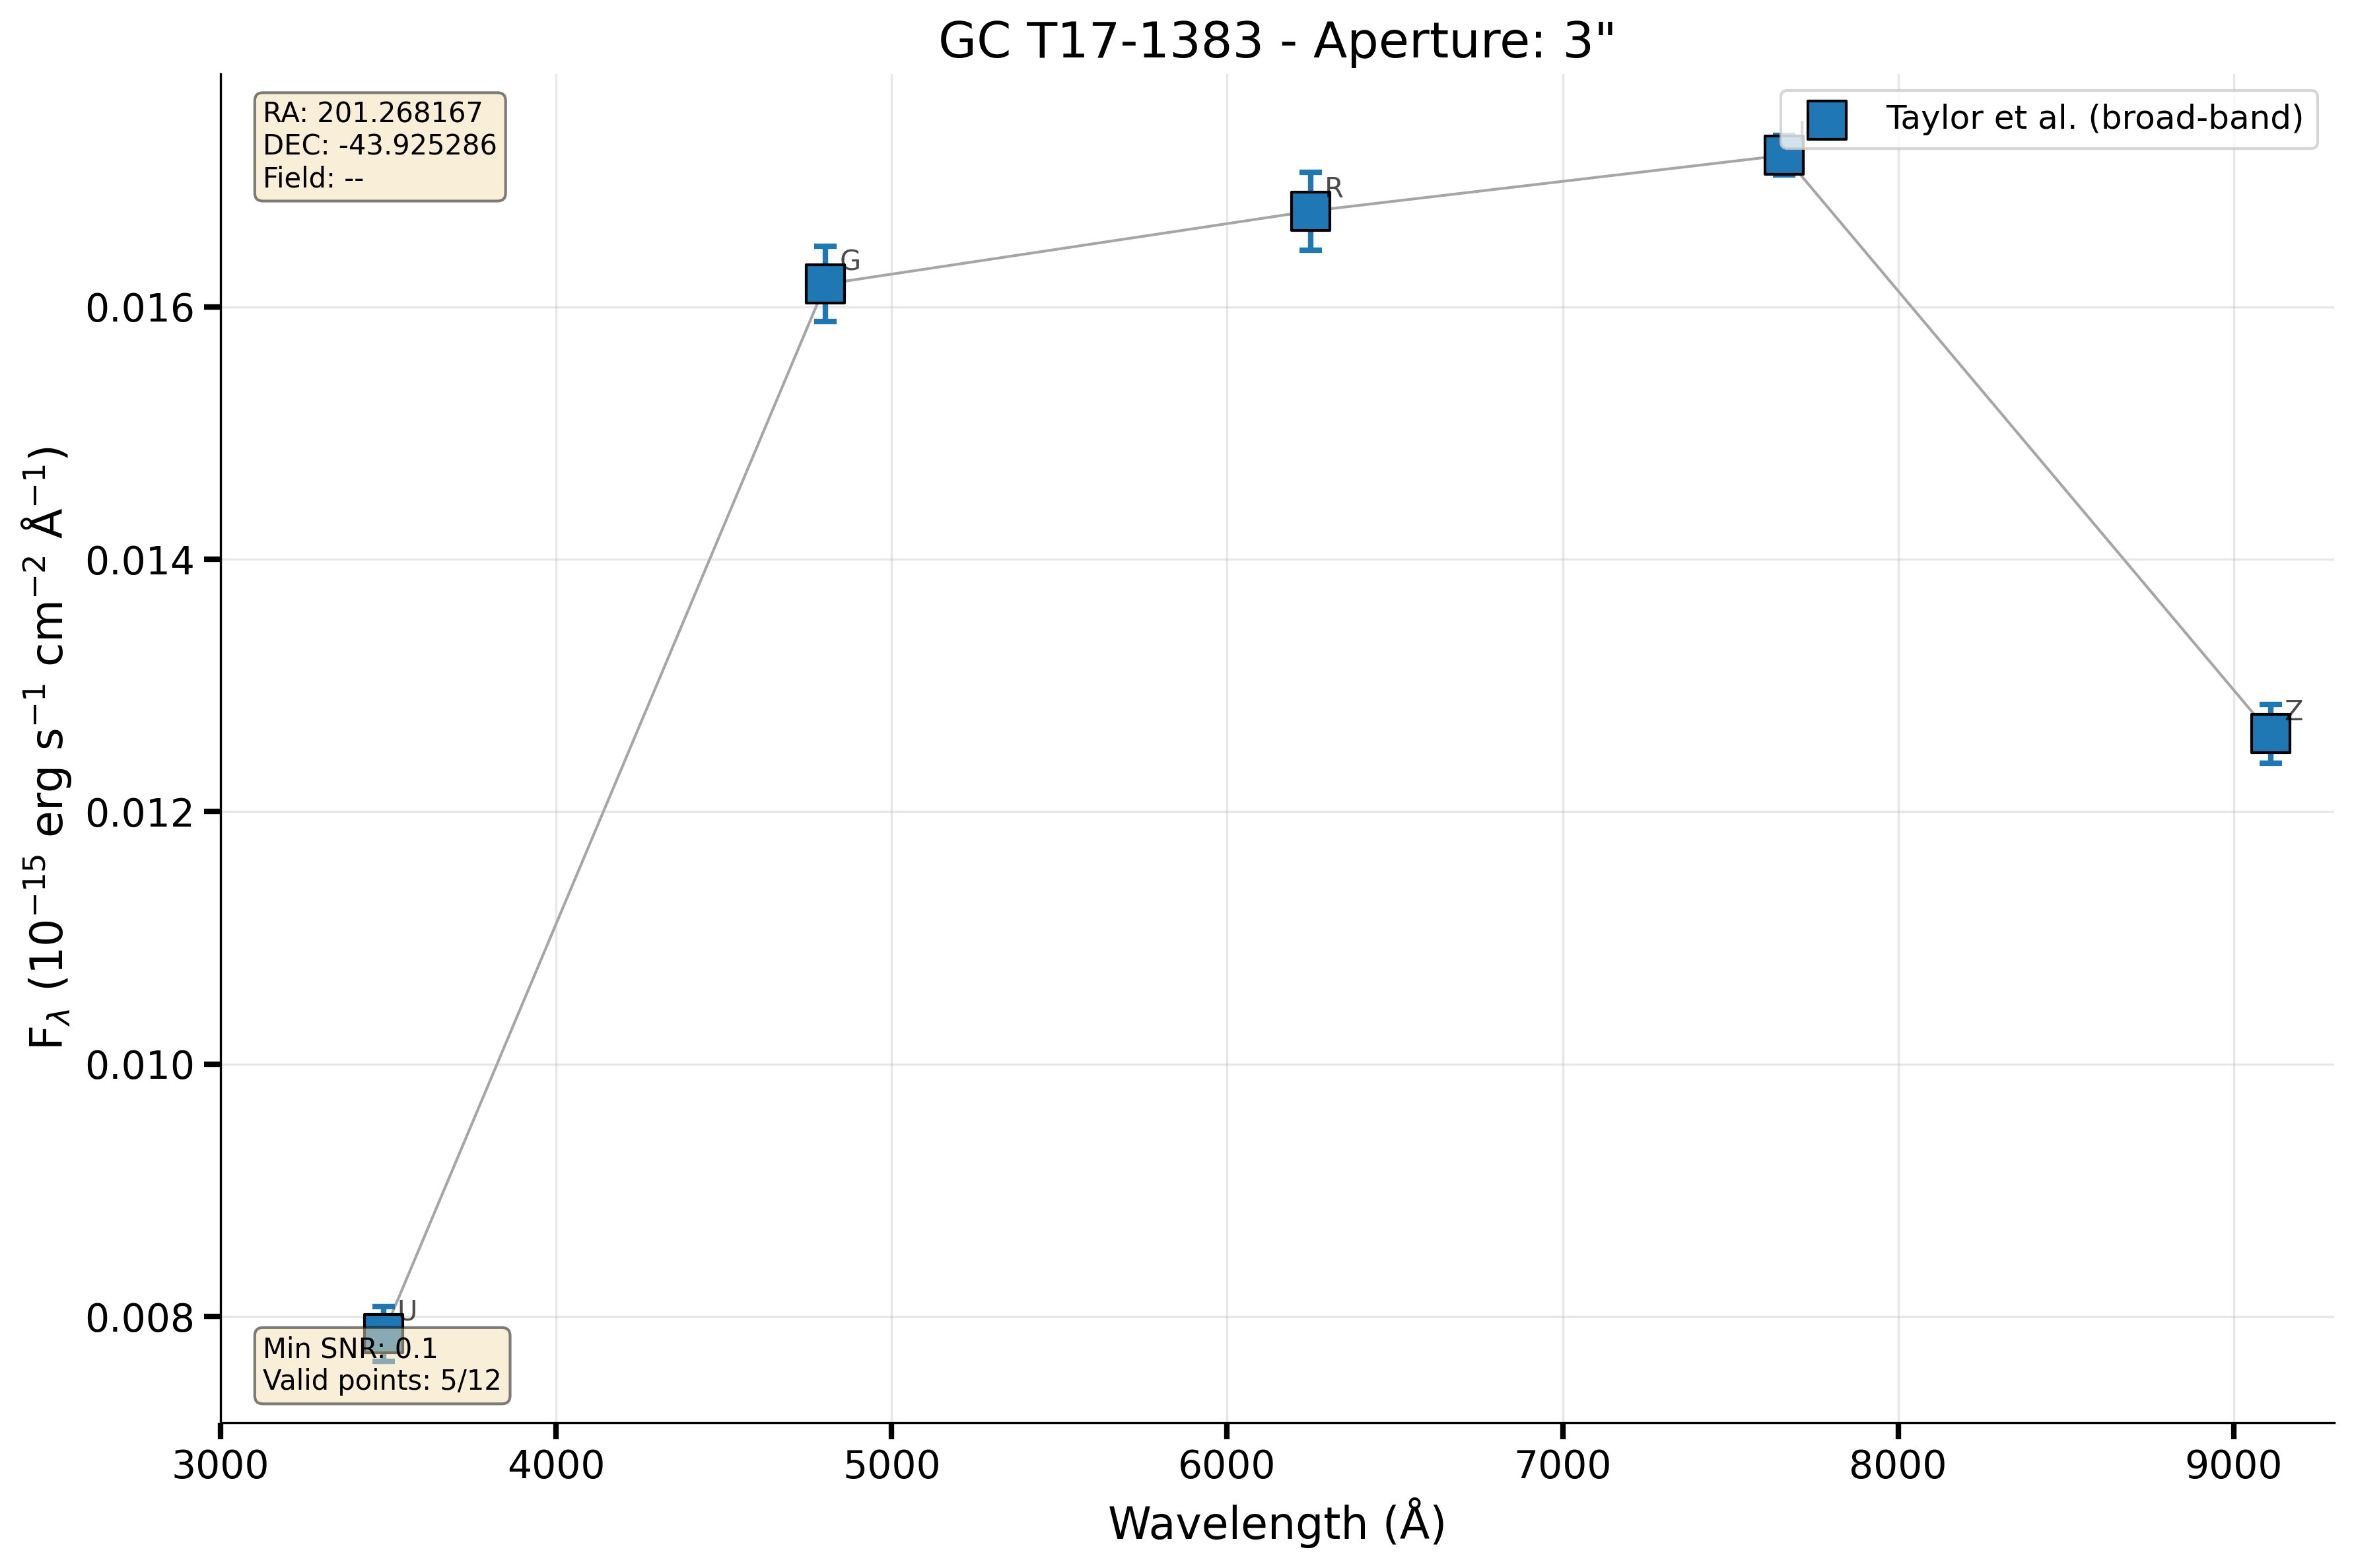 GC T17-1383 - Aperture: 3"
RA: 201.268167
DEC: -43.925286
Field: --
Taylor et al. (broad-band)
R
G
Z
U
Min SNR: 0.1
Valid points: 5/12
0.016
0.014
0.012
0.010
0.008
F_λ (10⁻¹⁵ erg s⁻¹ cm⁻² Å⁻¹)
3000 4000 5000 6000 7000 8000 9000
Wavelength (Å)